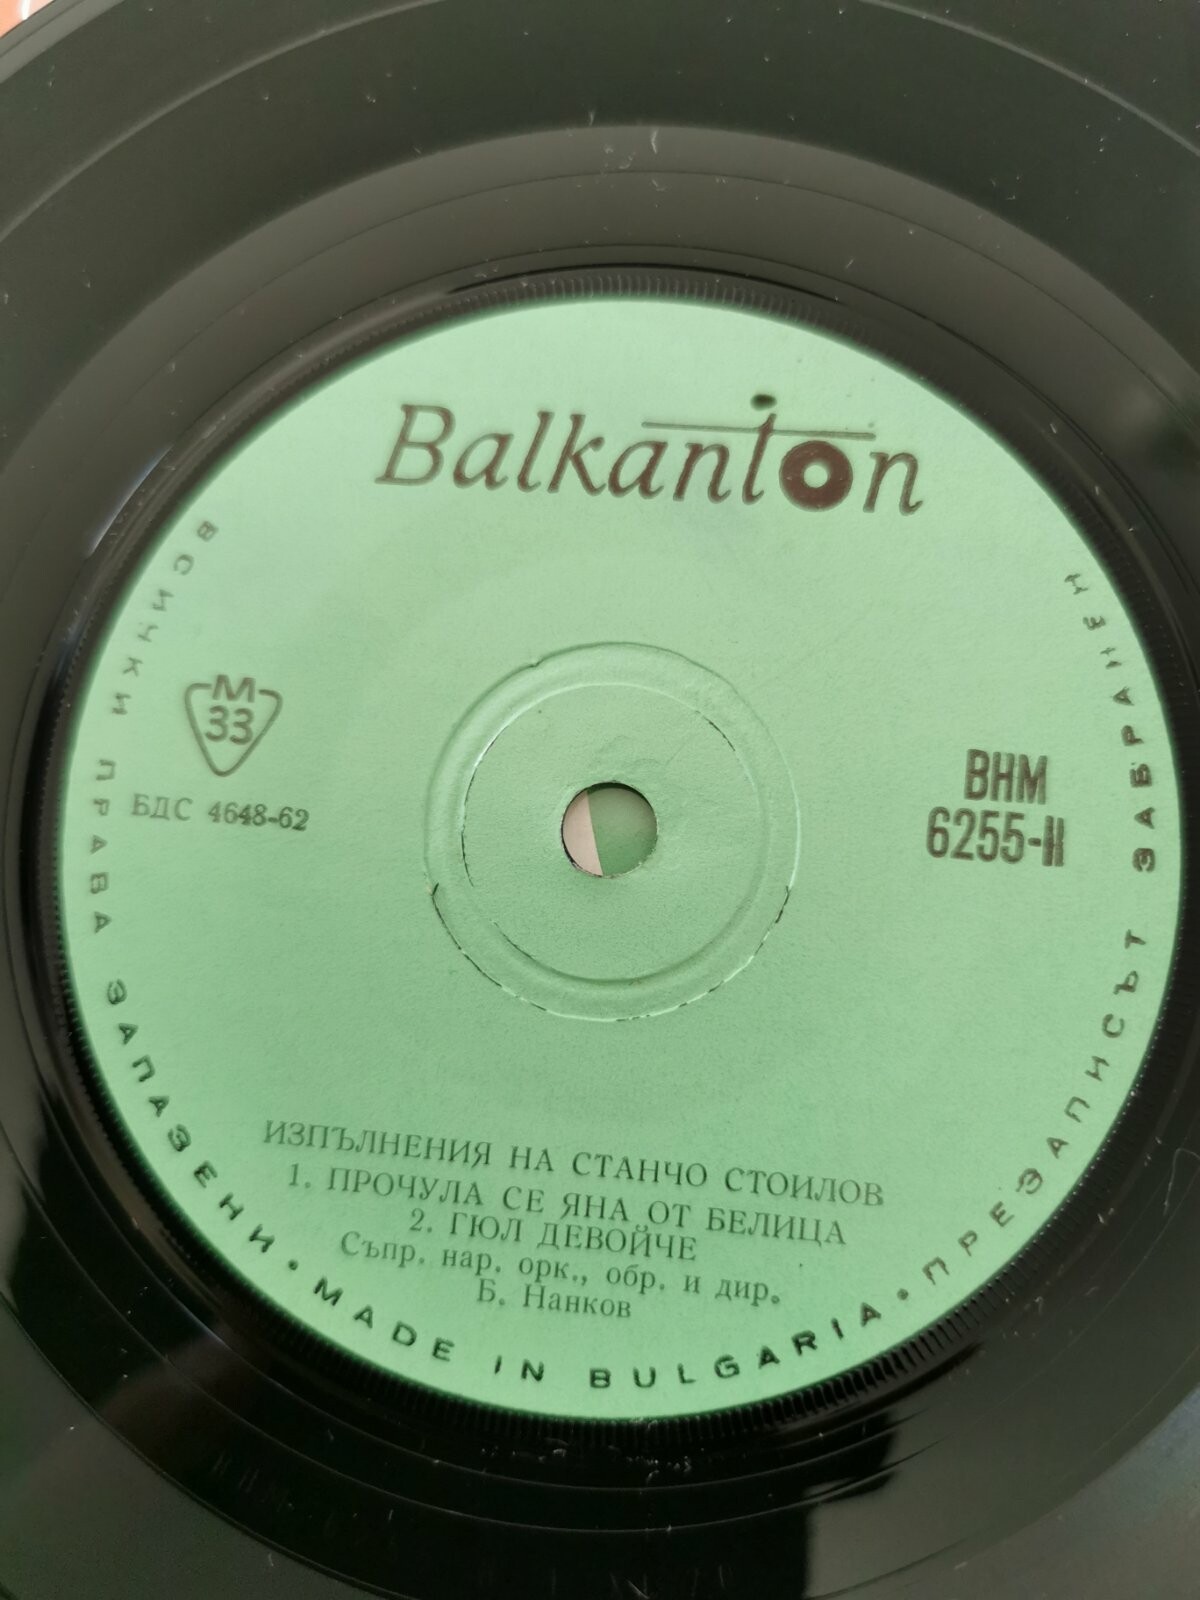 Balkanton
М
33
БДС 4648-62
ВНМ
6255-II
ИЗПЪЛНЕНИЯ НА СТАНЧО СТОИЛОВ
1. ПРОЧУЛА СЕ ЯНА ОТ БЕЛИЦА
2. ГЮЛ ДЕВОЙЧЕ
Съпр. нар. орк., обр. и дир.
Б. Нанков
ВСИЧКИ ПРАВА ЗАПАЗЕНИ • MADE IN BULGARIA • ПРЕЗАПИСЪТ ЗАБРАНЕН